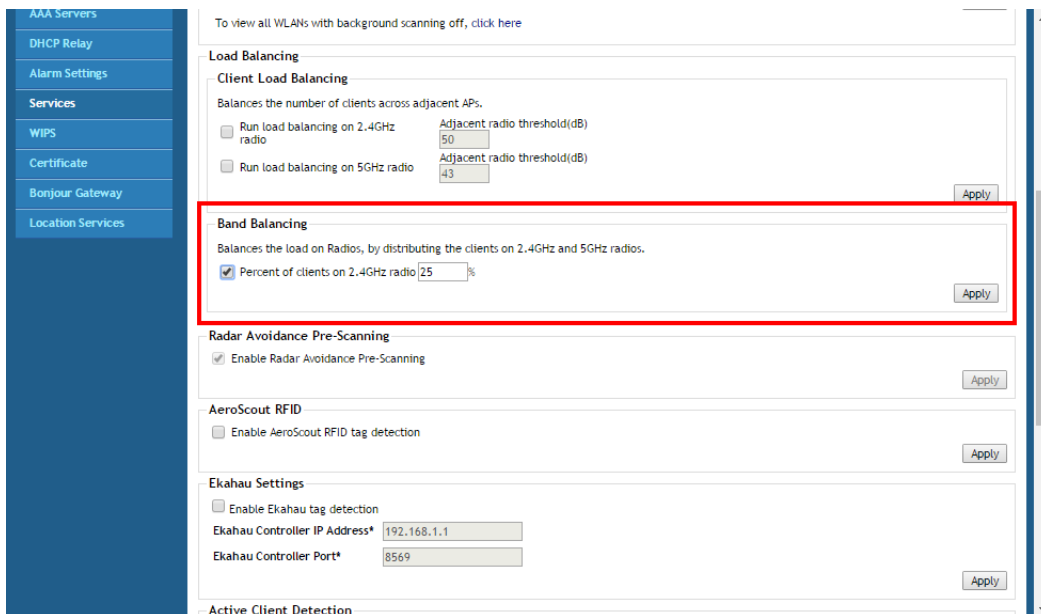 AAA Servers
DHCP Relay
Alarm Settings
Services
WIPS
Certificate
Bonjour Gateway
Location Services
To view all WLANs with background scanning off, click here
Load Balancing
Client Load Balancing
Balances the number of clients across adjacent APs.
Run load balancing on 2.4GHz radio
Adjacent radio threshold(dB)
50
Run load balancing on 5GHz radio
Adjacent radio threshold(dB)
43
Apply
Band Balancing
Balances the load on Radios, by distributing the clients on 2.4GHz and 5GHz radios.
Percent of clients on 2.4GHz radio 25 %
Apply
Radar Avoidance Pre-Scanning
Enable Radar Avoidance Pre-Scanning
Apply
AeroScout RFID
Enable AeroScout RFID tag detection
Apply
Ekahau Settings
Enable Ekahau tag detection
Ekahau Controller IP Address* 192.168.1.1
Ekahau Controller Port* 8569
Apply
Active Client Detection